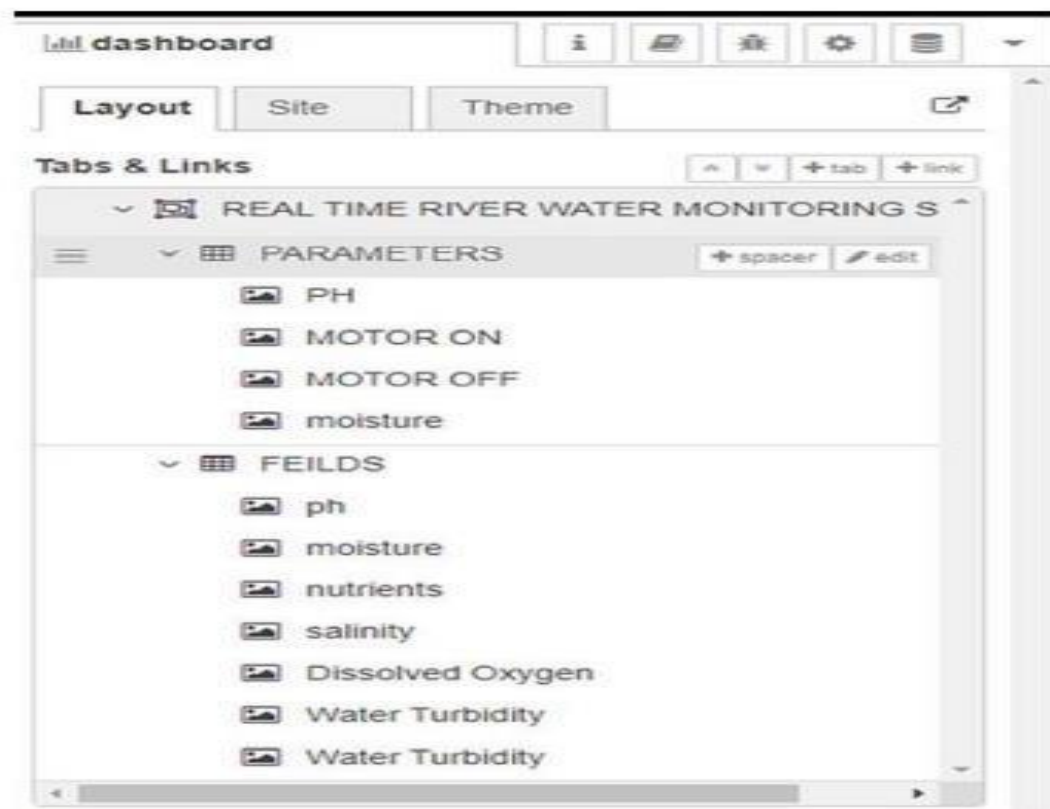 dashboard i
Layout Site Theme
Tabs & Links + tab + link
REAL TIME RIVER WATER MONITORING S
PARAMETERS + spacer edit
PH
MOTOR ON
MOTOR OFF
moisture
FEILDS
ph
moisture
nutrients
salinity
Dissolved Oxygen
Water Turbidity
Water Turbidity